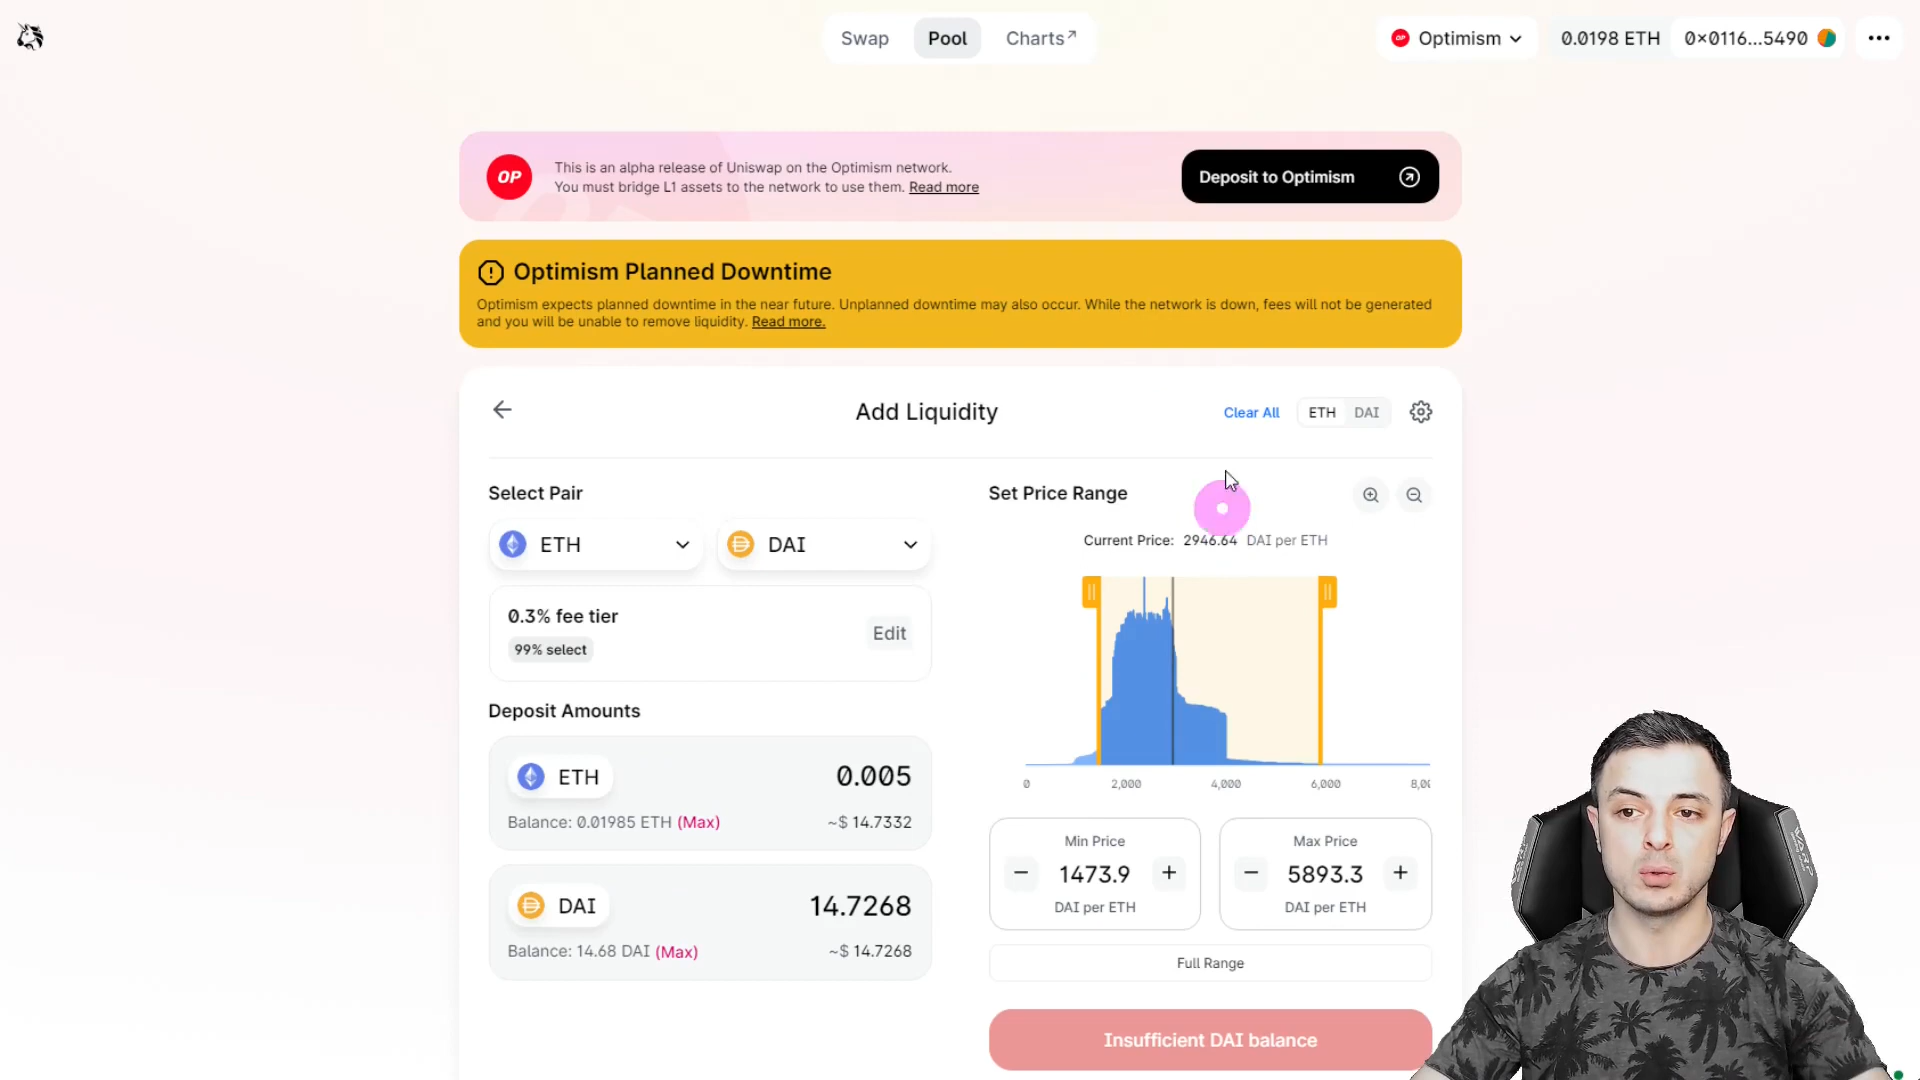 Swap
Pool
Charts↗
OP
Optimism
0.0198 ETH
0×0116...5490
OP
This is an alpha release of Uniswap on the Optimism network.
You must bridge L1 assets to the network to use them. Read more
Deposit to Optimism
Optimism Planned Downtime
Optimism expects planned downtime in the near future. Unplanned downtime may also occur. While the network is down, fees will not be generated
and you will be unable to remove liquidity. Read more.
Add Liquidity
Clear All
ETH
DAI
Select Pair
ETH
DAI
0.3% fee tier
99% select
Edit
Deposit Amounts
ETH
0.005
Balance: 0.01985 ETH (Max)
~$ 14.7332
DAI
14.7268
Balance: 14.68 DAI (Max)
~$ 14.7268
Set Price Range
Current Price: 2946.64 DAI per ETH
0
2,000
4,000
6,000
8,00
Min Price
− 1473.9 +
DAI per ETH
Max Price
− 5893.3 +
DAI per ETH
Full Range
Insufficient DAI balance